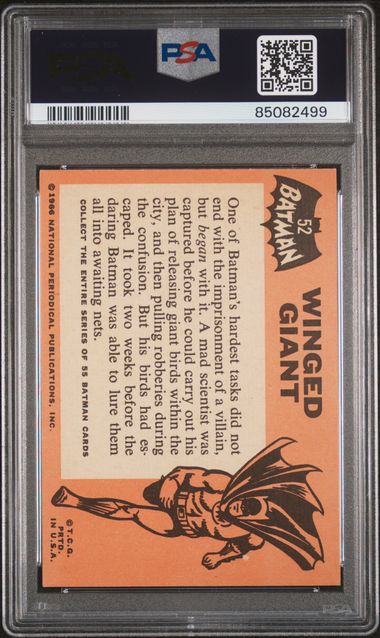 PSA
85082499
52
BATMAN
WINGED
GIANT
One of Batman's hardest tasks did not
end with the imprisonment of a villain,
but began with it. A mad scientist was
captured before he could carry out his
plan of releasing giant birds within the
city, and then pulling robberies during
the confusion. But his birds had es-
caped. It took two weeks before the
daring Batman was able to lure them
all into awaiting nets.
COLLECT THE ENTIRE SERIES OF 55 BATMAN CARDS
© 1966 NATIONAL PERIODICAL PUBLICATIONS, INC.
© T.C.G.
PRTD.
IN U.S.A.
PSA